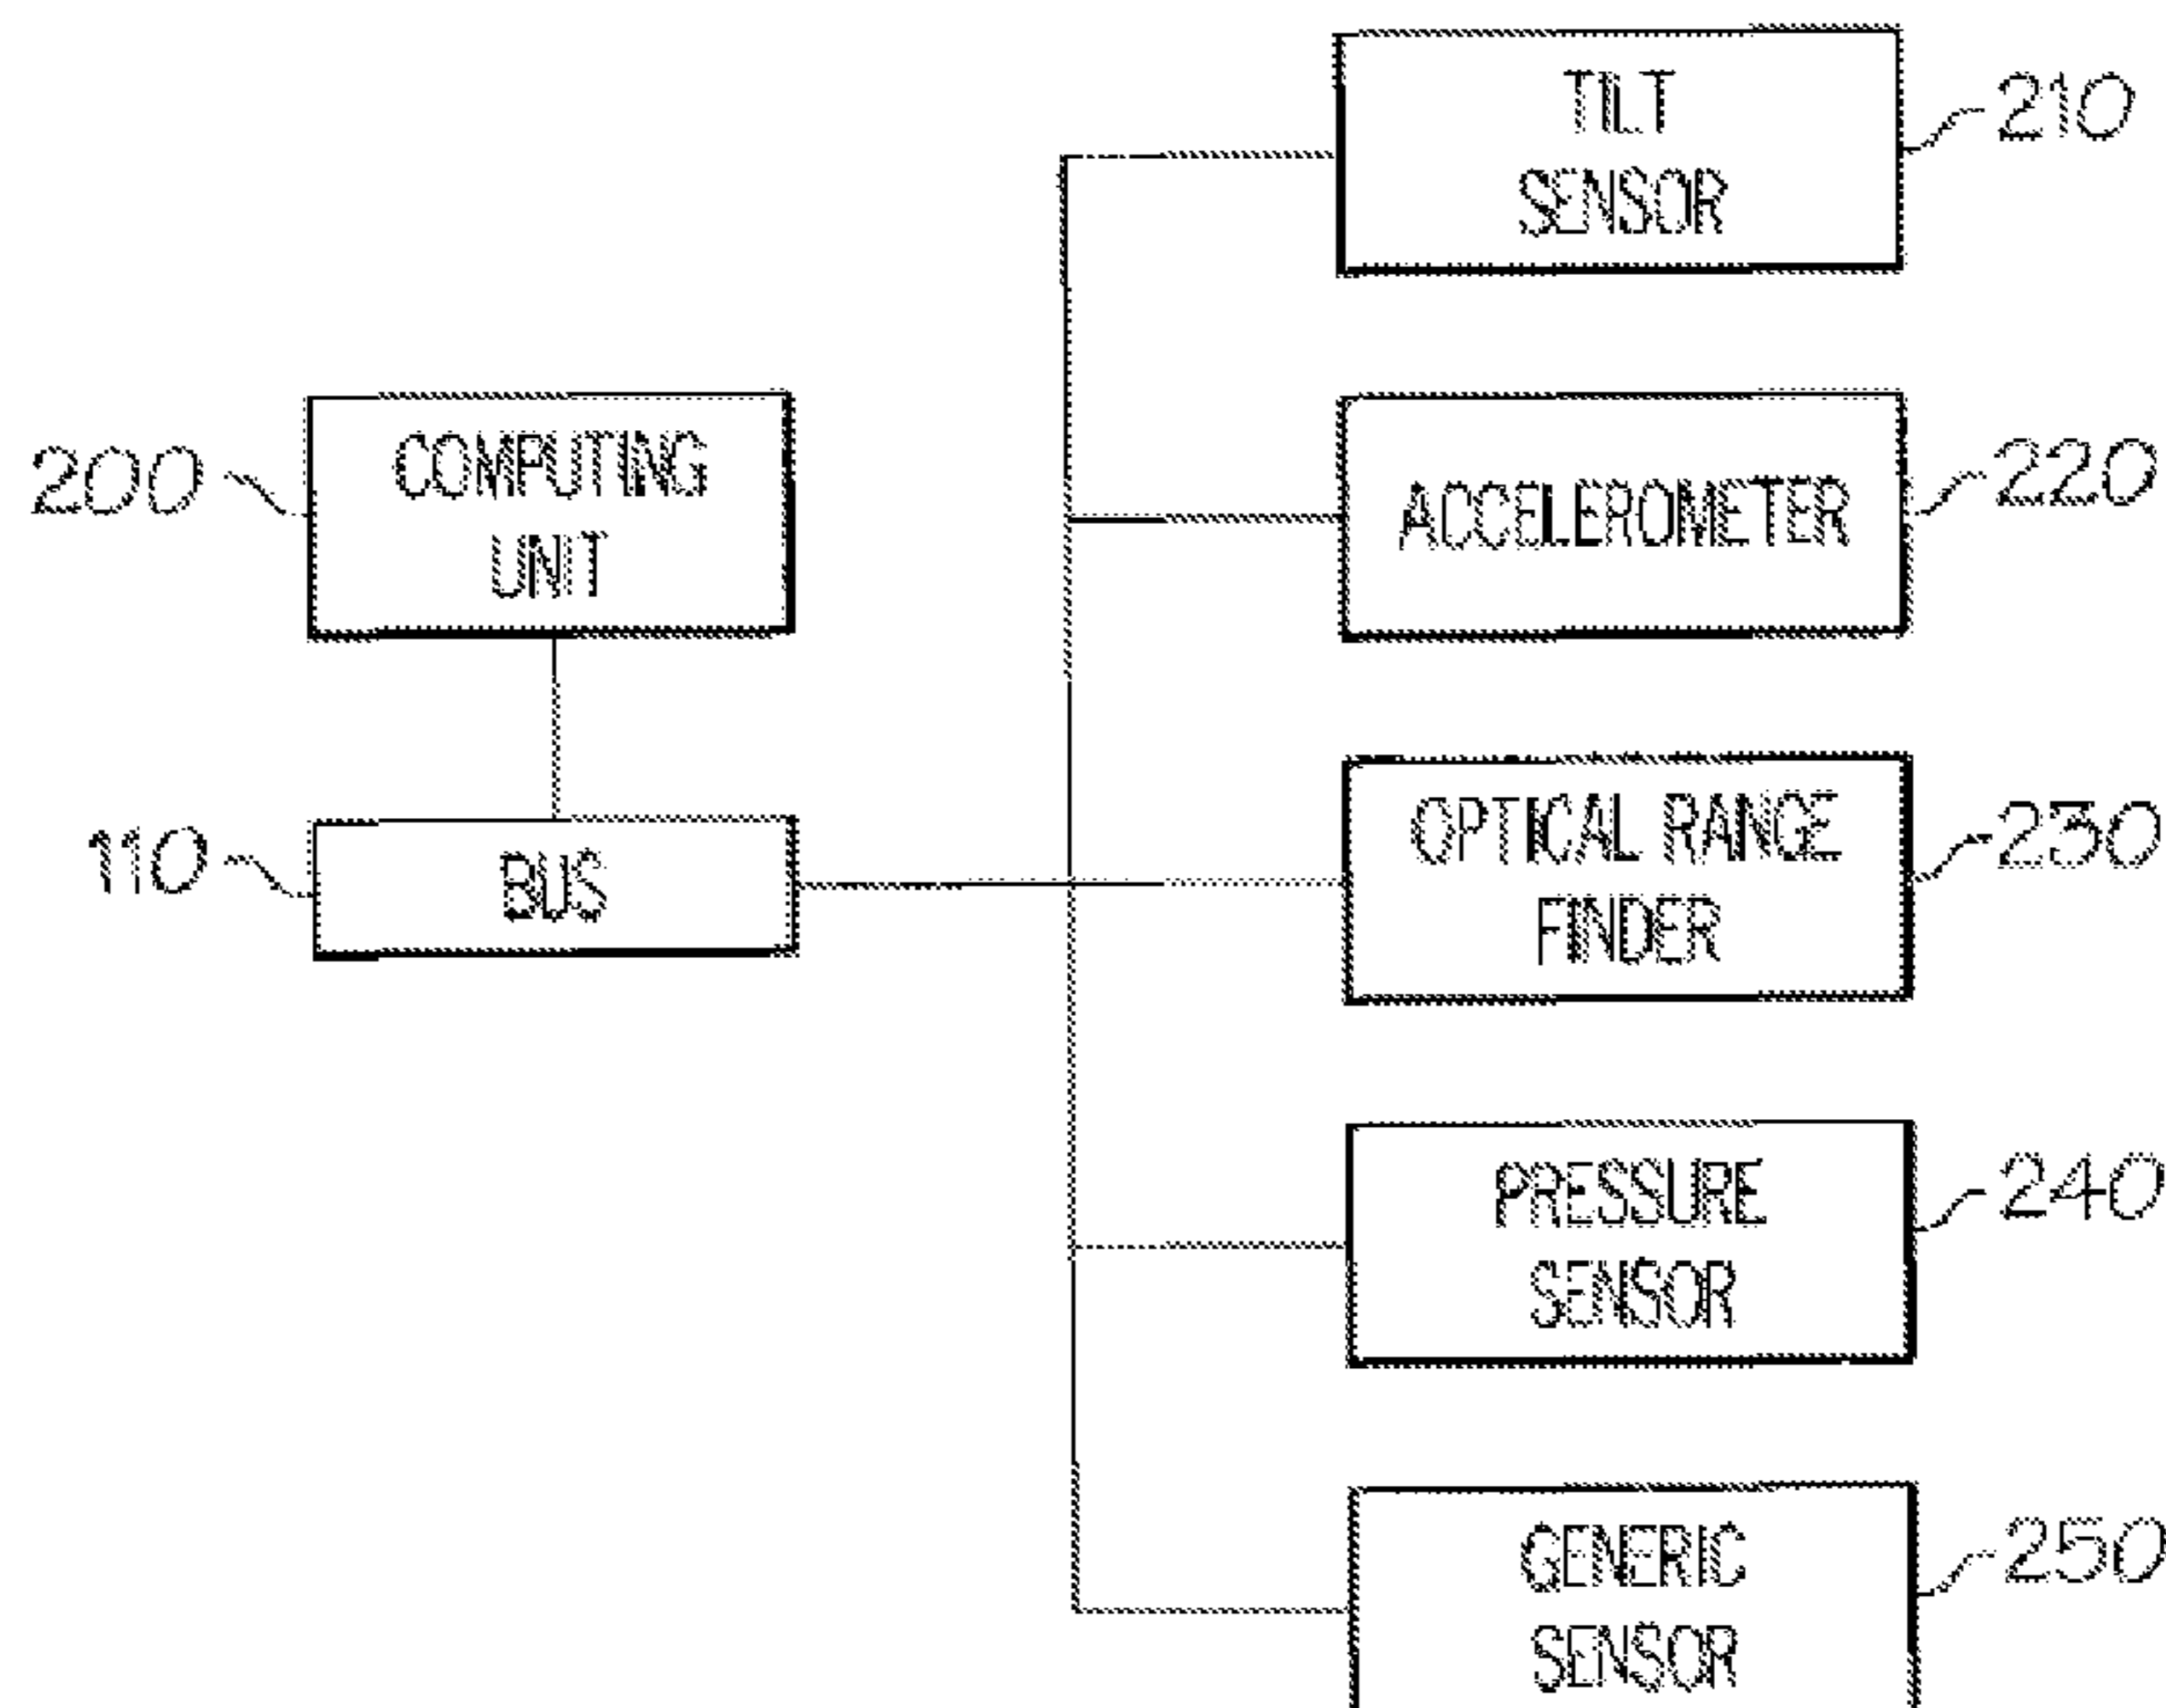 TILT
SENSOR
210
COMPUTING
UNIT
200
ACCELEROMETER
220
BUS
110
OPTICAL RANGE
FINDER
230
PRESSURE
SENSOR
240
GENERIC
SENSOR
250